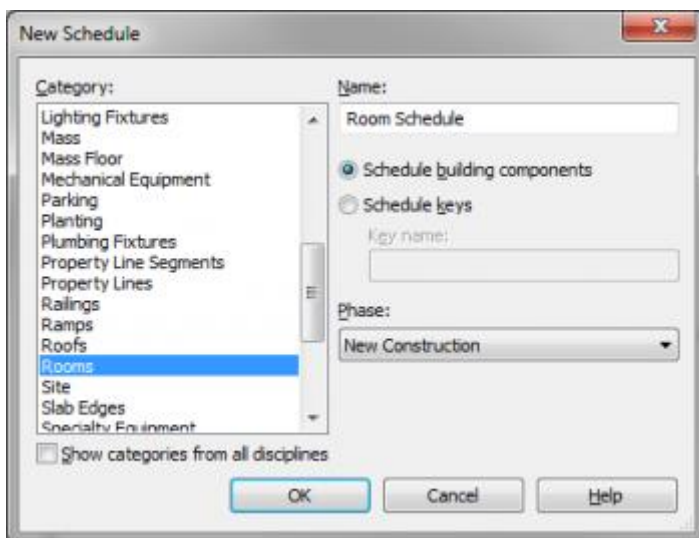 New Schedule
Category:
Lighting Fixtures
Mass
Mass Floor
Mechanical Equipment
Parking
Planting
Plumbing Fixtures
Property Line Segments
Property Lines
Railings
Ramps
Roofs
Rooms
Site
Slab Edges
Specialty Equipment
Show categories from all disciplines
Name:
Room Schedule
Schedule building components
Schedule keys
Key name:
Phase:
New Construction
OK
Cancel
Help